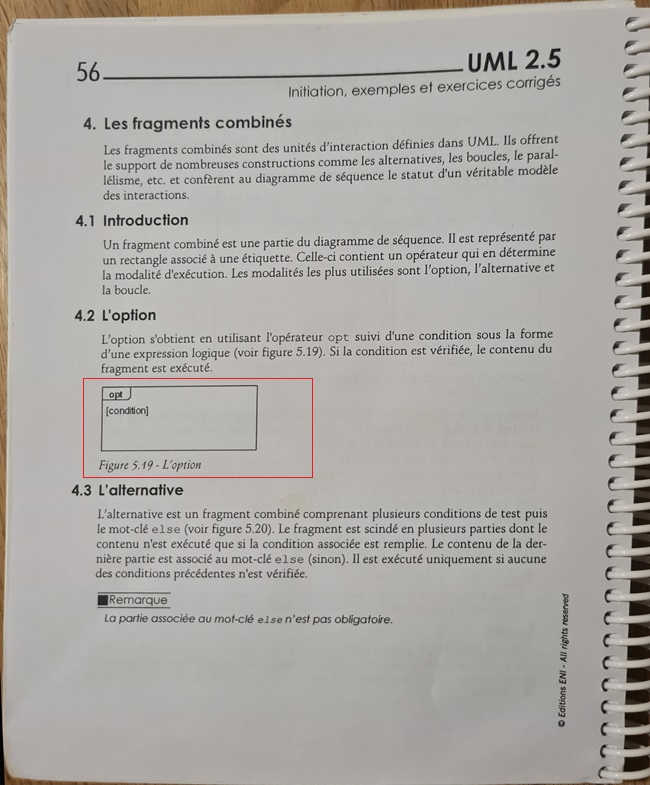 56
UML 2.5
Initiation, exemples et exercices corrigés
4. Les fragments combinés
Les fragments combinés sont des unités d'interaction définies dans UML. Ils offrent
le support de nombreuses constructions comme les alternatives, les boucles, le paral-
lélisme, etc. et confèrent au diagramme de séquence le statut d'un véritable modèle
des interactions.
4.1 Introduction
Un fragment combiné est une partie du diagramme de séquence. Il est représenté par
un rectangle associé à une étiquette. Celle-ci contient un opérateur qui en détermine
la modalité d'exécution. Les modalités les plus utilisées sont l'option, l'alternative et
la boucle.
4.2 L'option
L'option s'obtient en utilisant l'opérateur opt suivi d'une condition sous la forme
d'une expression logique (voir figure 5.19). Si la condition est vérifiée, le contenu du
fragment est exécuté.
opt
[condition]
Figure 5.19 - L'option
4.3 L'alternative
L'alternative est un fragment combiné comprenant plusieurs conditions de test puis
le mot-clé else (voir figure 5.20). Le fragment est scindé en plusieurs parties dont le
contenu n'est exécuté que si la condition associée est remplie. Le contenu de la der-
nière partie est associé au mot-clé else (sinon). Il est exécuté uniquement si aucune
des conditions précédentes n'est vérifiée.
Remarque
La partie associée au mot-clé else n'est pas obligatoire.
© Editions ENI - All rights reserved